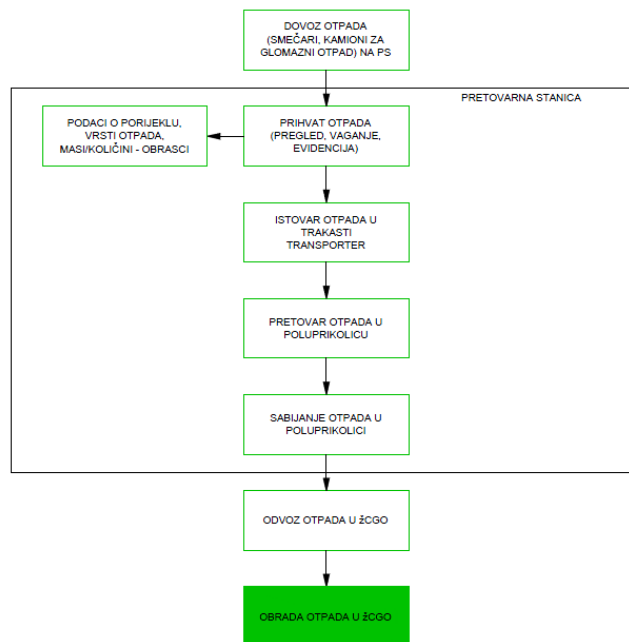 DOVOZ OTPADA
(SMEČARI, KAMIONI ZA
GLOMAZNI OTPAD) NA PS
PRETOVARNA STANICA
PODACI O PORIJEKLU,
VRSTI OTPADA,
MASI/KOLIČINI - OBRASCI
PRIHVAT OTPADA
(PREGLED, VAGANJE,
EVIDENCIJA)
ISTOVAR OTPADA U
TRAKASTI
TRANSPORTER
PRETOVAR OTPADA U
POLUPRIKOLICU
SABIJANJE OTPADA U
POLUPRIKOLICI
ODVOZ OTPADA U žCGO
OBRADA OTPADA U žCGO